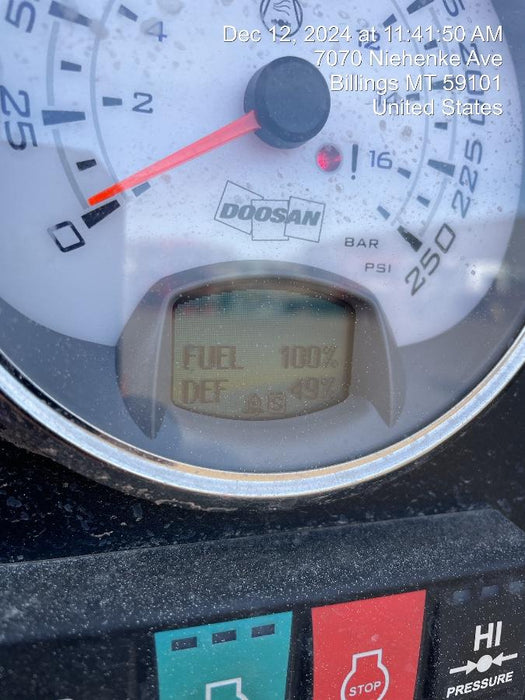 Dec 12, 2024 at 11:41:50 AM
7070 Niehenke Ave
Billings MT 59101
United States
4
2
25
0
16
!
225
250
DOOSAN
BAR
PSI
FUEL 100%
DEF 49%
STOP
HI
PRESSURE